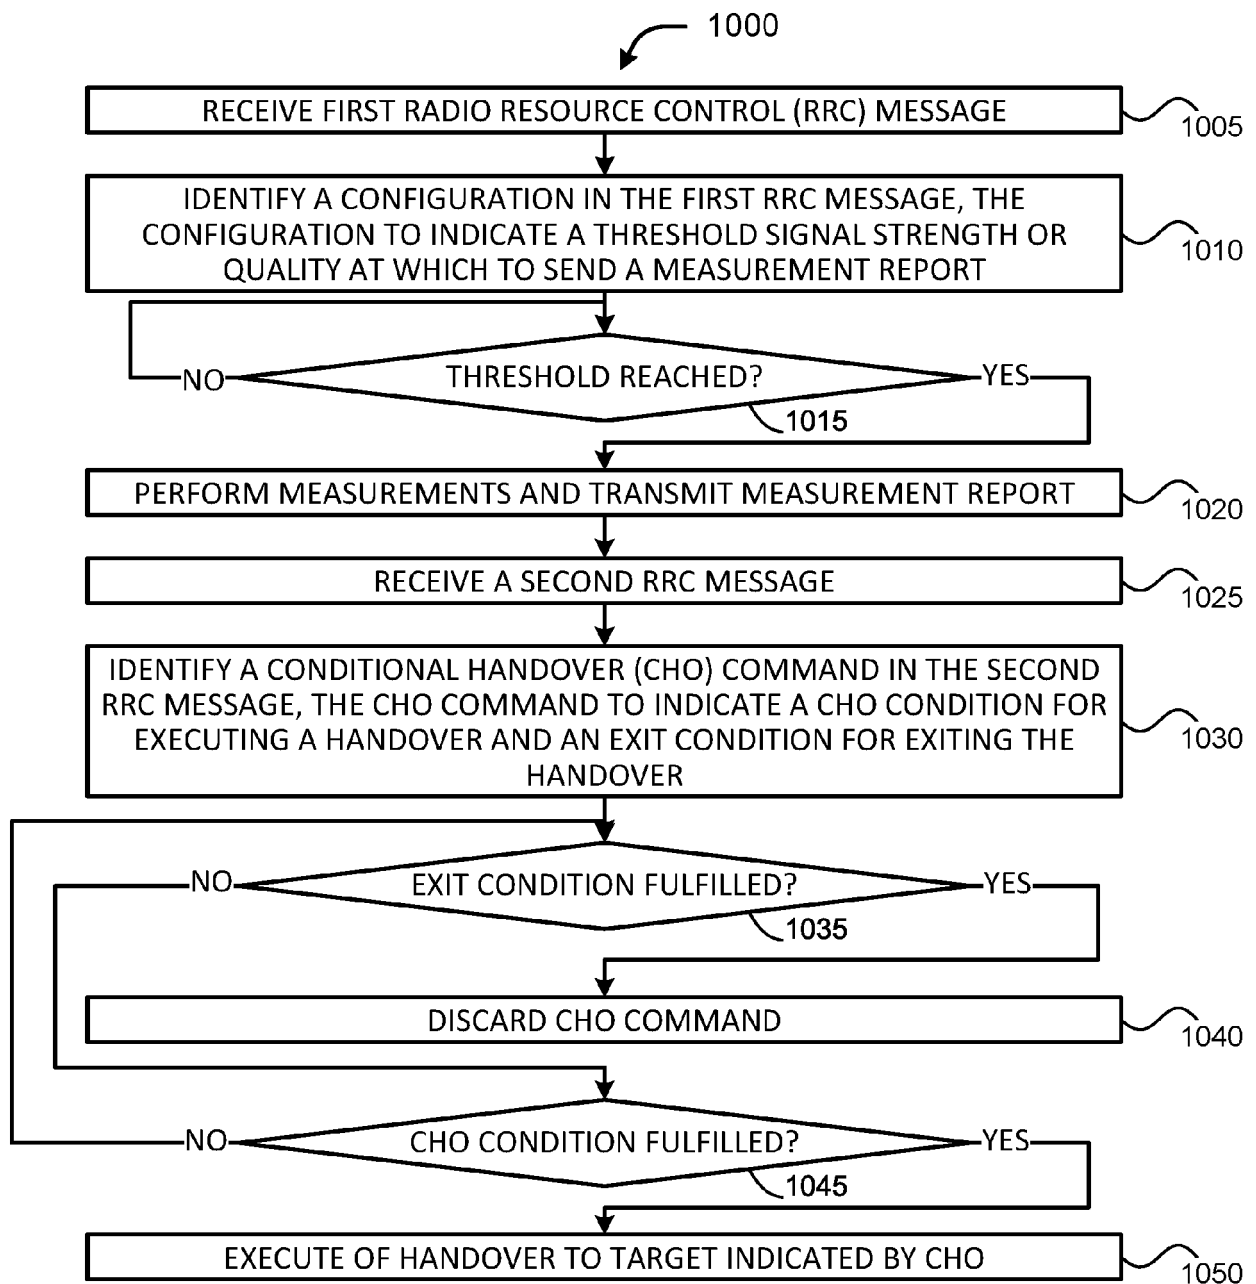 1000
RECEIVE FIRST RADIO RESOURCE CONTROL (RRC) MESSAGE
1005
IDENTIFY A CONFIGURATION IN THE FIRST RRC MESSAGE, THE
CONFIGURATION TO INDICATE A THRESHOLD SIGNAL STRENGTH OR
QUALITY AT WHICH TO SEND A MEASUREMENT REPORT
1010
NO
THRESHOLD REACHED?
YES
1015
PERFORM MEASUREMENTS AND TRANSMIT MEASUREMENT REPORT
1020
RECEIVE A SECOND RRC MESSAGE
1025
IDENTIFY A CONDITIONAL HANDOVER (CHO) COMMAND IN THE SECOND
RRC MESSAGE, THE CHO COMMAND TO INDICATE A CHO CONDITION FOR
EXECUTING A HANDOVER AND AN EXIT CONDITION FOR EXITING THE
HANDOVER
1030
NO
EXIT CONDITION FULFILLED?
YES
1035
DISCARD CHO COMMAND
1040
NO
CHO CONDITION FULFILLED?
YES
1045
EXECUTE OF HANDOVER TO TARGET INDICATED BY CHO
1050